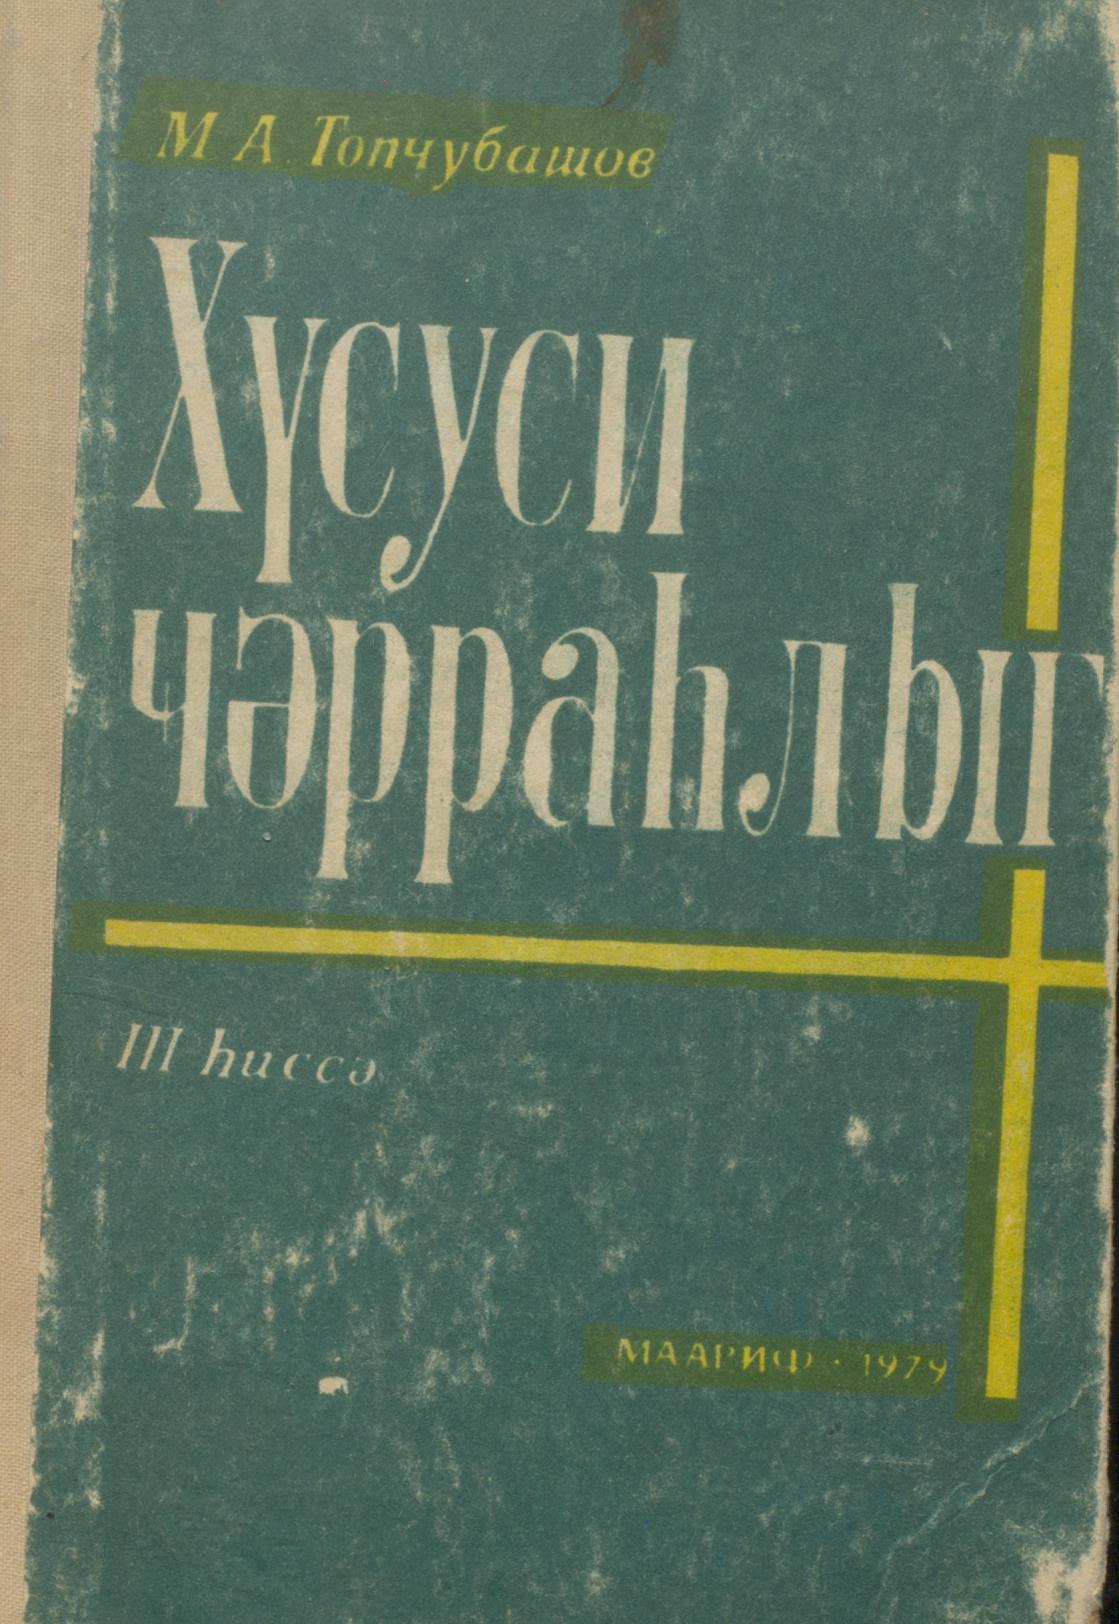 М А Топчубашов
Хүсуси
чәрраһлыг
III һиссә
МААРИФ · 1979